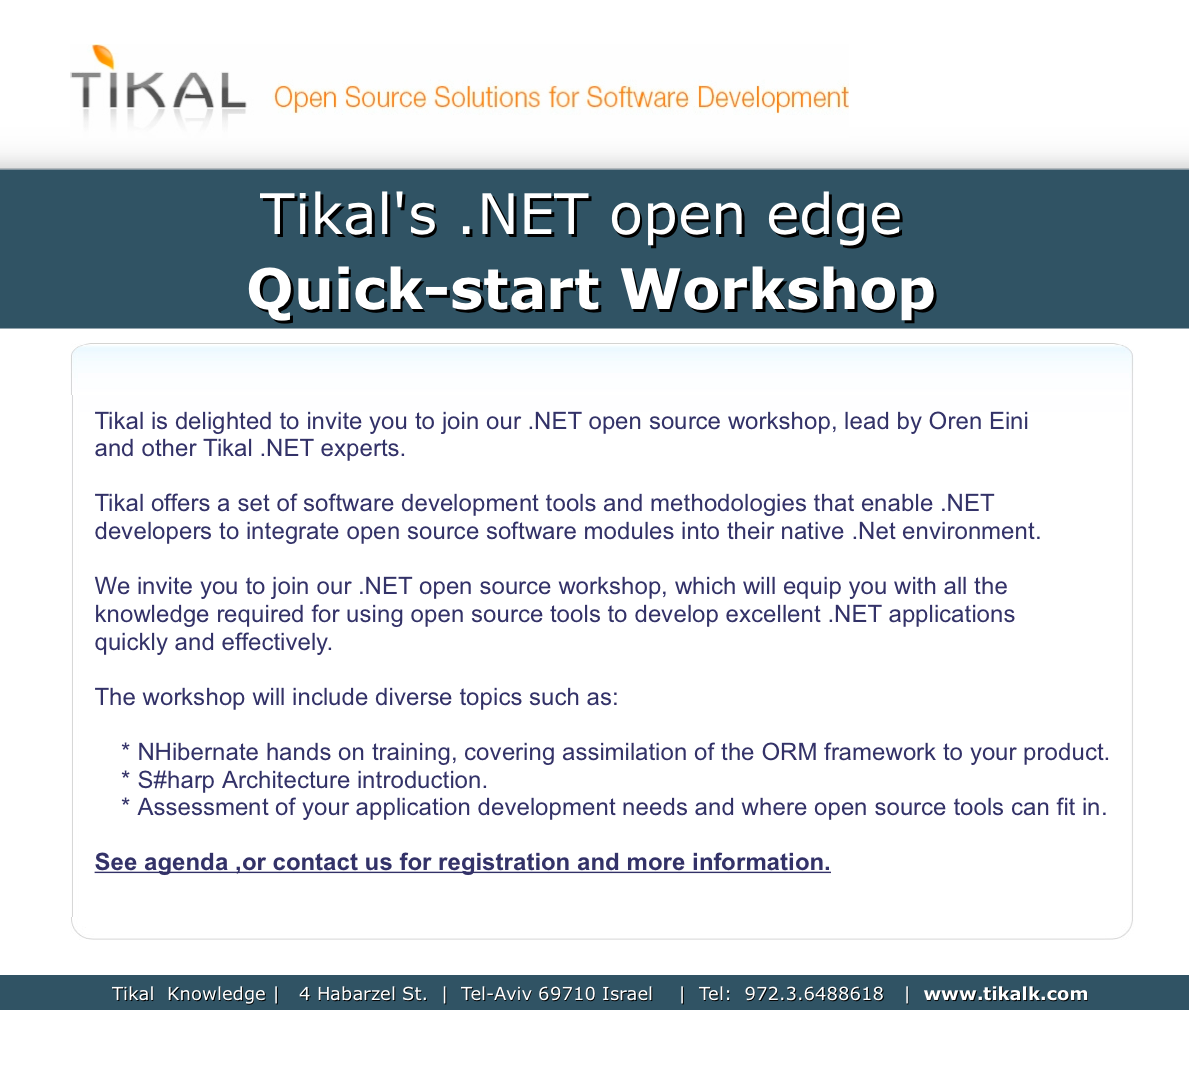 TIKAL Open Source Solutions for Software Development
Tikal's .NET open edge
Quick-start Workshop
Tikal is delighted to invite you to join our .NET open source workshop, lead by Oren Eini
and other Tikal .NET experts.
Tikal offers a set of software development tools and methodologies that enable .NET
developers to integrate open source software modules into their native .Net environment.
We invite you to join our .NET open source workshop, which will equip you with all the
knowledge required for using open source tools to develop excellent .NET applications
quickly and effectively.
The workshop will include diverse topics such as:
* NHibernate hands on training, covering assimilation of the ORM framework to your product.
* S#harp Architecture introduction.
* Assessment of your application development needs and where open source tools can fit in.
See agenda ,or contact us for registration and more information.
Tikal Knowledge | 4 Habarzel St. | Tel-Aviv 69710 Israel | Tel: 972.3.6488618 | www.tikalk.com